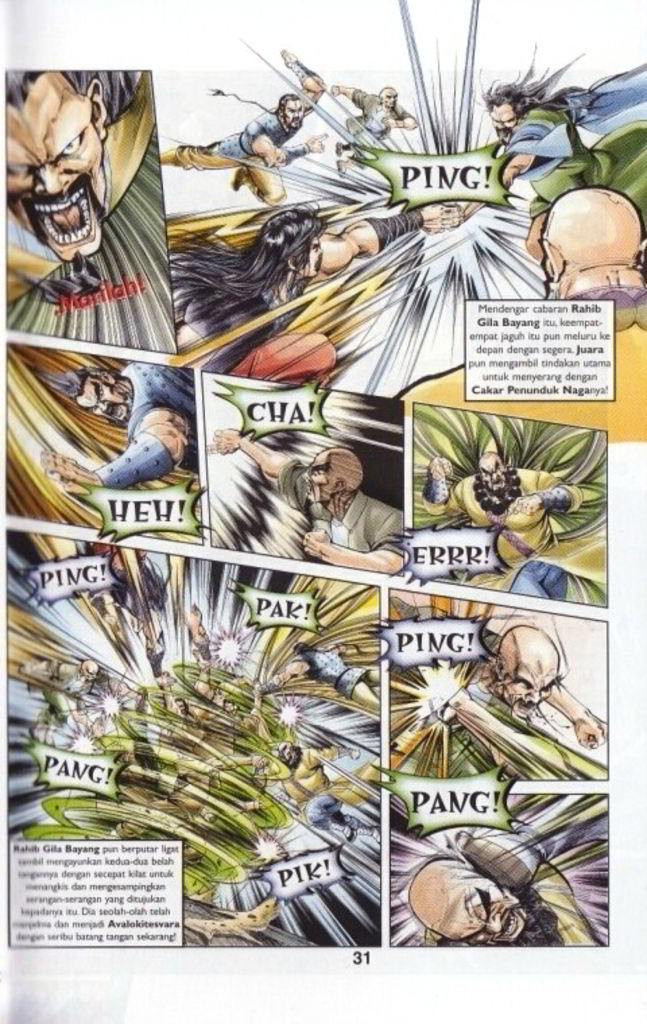 Marilah!
PING!
Mendengar cabaran Rahib
Gila Bayang itu, keempat-
empat jaguh itu pun meluru ke
depan dengan segera. Juara
pun mengambil tindakan utama
untuk menyerang dengan
Cakar Penunduk Naganya!
HEH!
CHA!
ERRR!
PING!
PAK!
PANG!
PIK!
Rahib Gila Bayang pun berputar ligat
sambil mengayunkan kedua-dua belah
tangannya dengan secepat kilat untuk
menangkis dan mengesampingkan
serangan-serangan yang ditujukan
kepadanya itu. Dia seolah-olah telah
menjelma dan menjadi Avalokitesvara
dengan seribu batang tangan sekarang!
PING!
PANG!
31